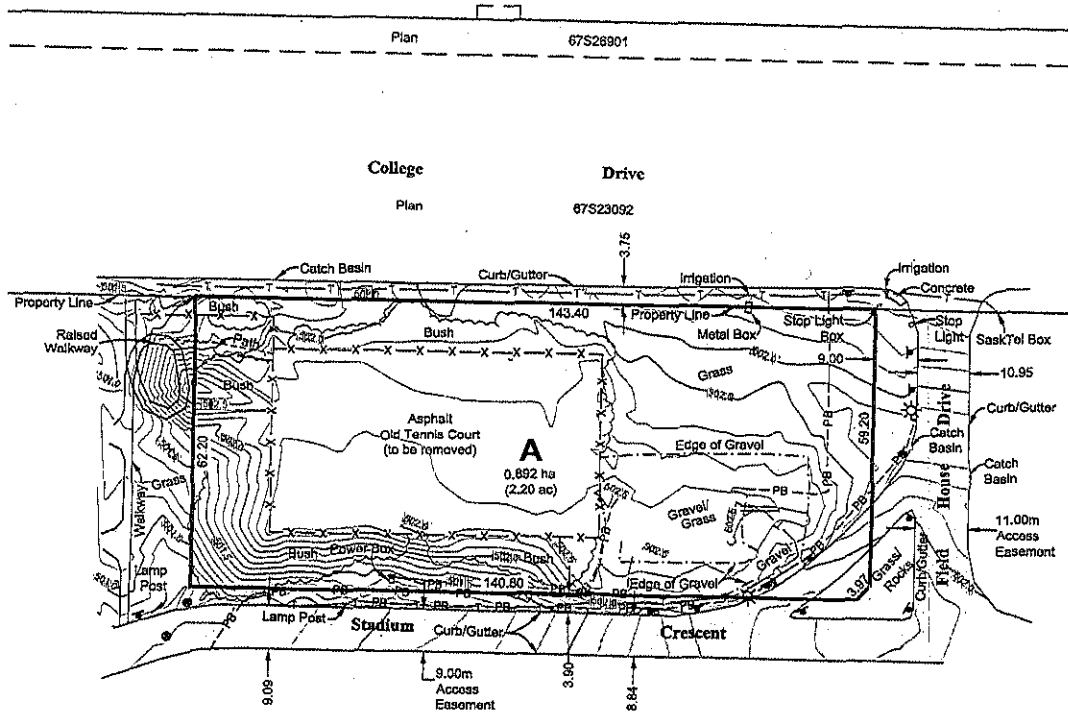 Plan 67S26901
College Drive
Plan 67S23092
3.75
Catch Basin
Curb/Gutter
Irrigation
Irrigation
Concrete
Property Line
Bush
143.40
Property Line
Stop Light
Stop Light
Raised Walkway
Path
Bush
Metal Box
Box
SaskTel Box
9.00
10.95
Grass
Bush
Curb/Gutter
Asphalt
Old Tennis Court
(to be removed)
A
0.892 ha
(2.20 ac)
Edge of Gravel
59.20
Catch Basin
Catch Basin
62.20
Grass
Walkway
Gravel/Grass
Field House Drive
11.00m
Access
Easement
Bush
Power Box
Bush
Gravel
Grass/Rocks
Curb/Gutter
Lamp Post
140.80
Edge of Gravel
3.97
Lamp Post
Stadium Crescent
Curb/Gutter
9.09
9.00m
Access
Easement
3.90
8.84